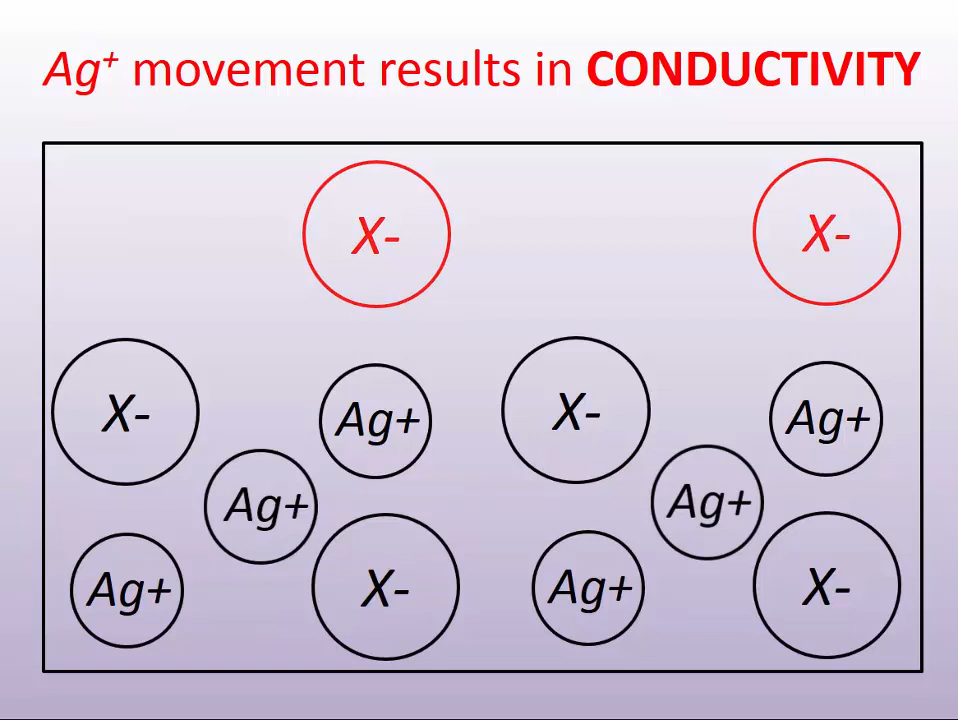 Ag⁺ movement results in CONDUCTIVITY
X- X-
X- Ag+ X- Ag+
Ag+ Ag+
Ag+ X- Ag+ X-